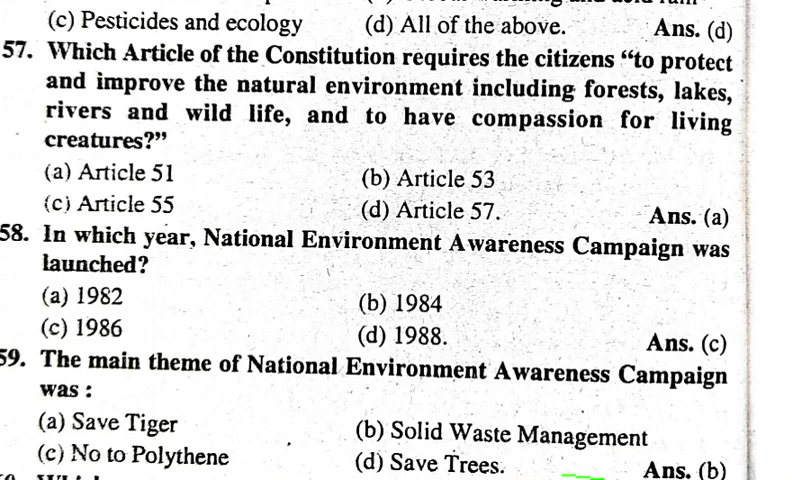 (c) Pesticides and ecology (d) All of the above. Ans. (d)
57. Which Article of the Constitution requires the citizens “to protect
and improve the natural environment including forests, lakes,
rivers and wild life, and to have compassion for living
creatures?”
(a) Article 51 (b) Article 53
(c) Article 55 (d) Article 57. Ans. (a)
58. In which year, National Environment Awareness Campaign was
launched?
(a) 1982 (b) 1984
(c) 1986 (d) 1988. Ans. (c)
59. The main theme of National Environment Awareness Campaign
was :
(a) Save Tiger (b) Solid Waste Management
(c) No to Polythene (d) Save Trees. Ans. (b)